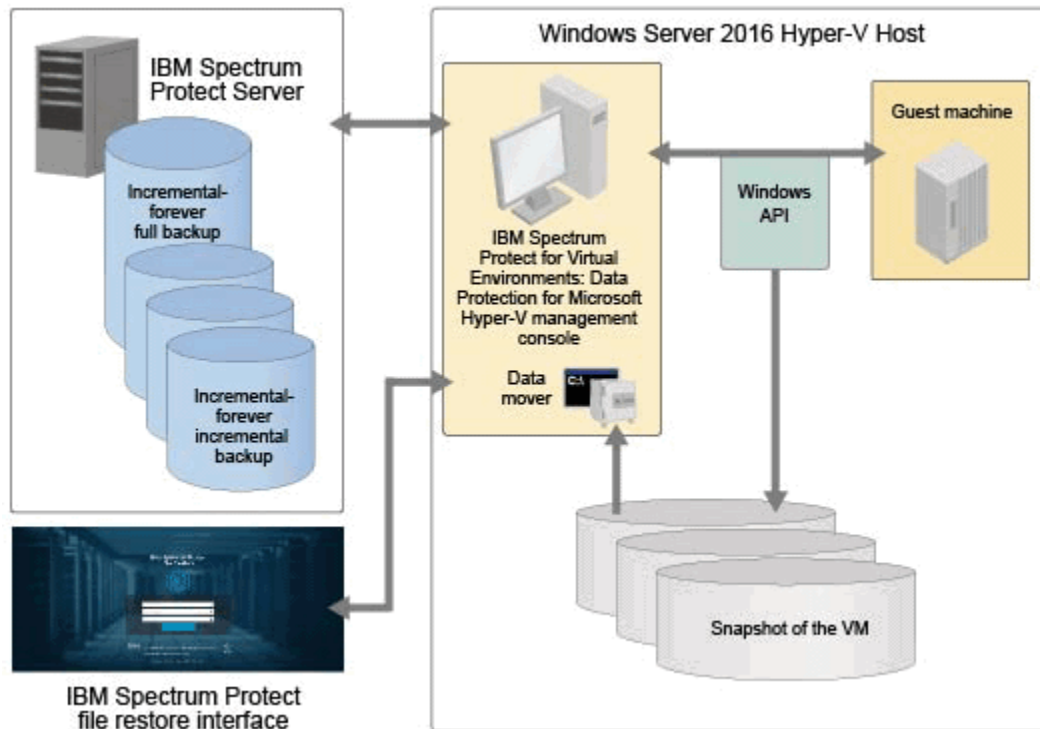 IBM Spectrum
Protect Server
Incremental-
forever
full backup
Incremental-
forever
incremental
backup
IBM Spectrum Protect
file restore interface
Windows Server 2016 Hyper-V Host
IBM Spectrum
Protect for Virtual
Environments: Data
Protection for Microsoft
Hyper-V management
console
Data
mover
C:\
Windows
API
Guest machine
Snapshot of the VM